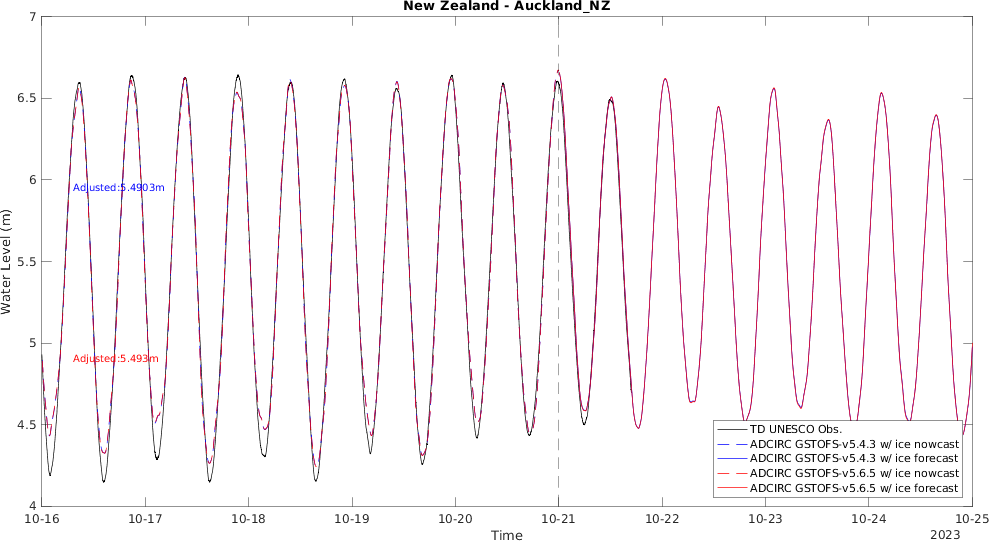 New Zealand - Auckland_NZ
7
6.5
6
5.5
5
4.5
4
Water Level (m)
Adjusted:5.4903m
Adjusted:5.493m
TD UNESCO Obs.
ADCIRC GSTOFS-v5.4.3 w/ ice nowcast
ADCIRC GSTOFS-v5.4.3 w/ ice forecast
ADCIRC GSTOFS-v5.6.5 w/ ice nowcast
ADCIRC GSTOFS-v5.6.5 w/ ice forecast
10-16 10-17 10-18 10-19 10-20 10-21 10-22 10-23 10-24 10-25
Time
2023